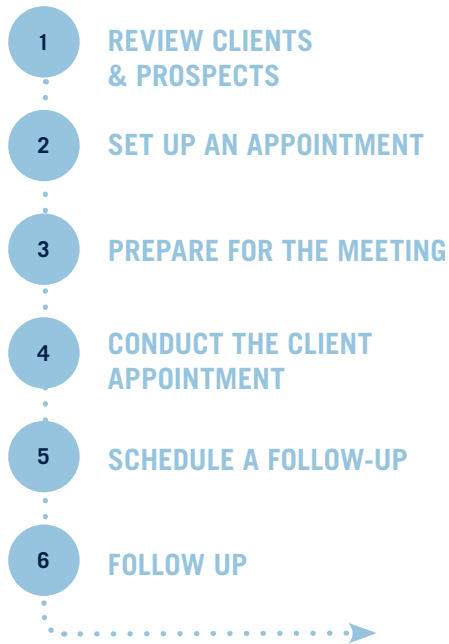 1
REVIEW CLIENTS
& PROSPECTS
2
SET UP AN APPOINTMENT
3
PREPARE FOR THE MEETING
4
CONDUCT THE CLIENT
APPOINTMENT
5
SCHEDULE A FOLLOW-UP
6
FOLLOW UP